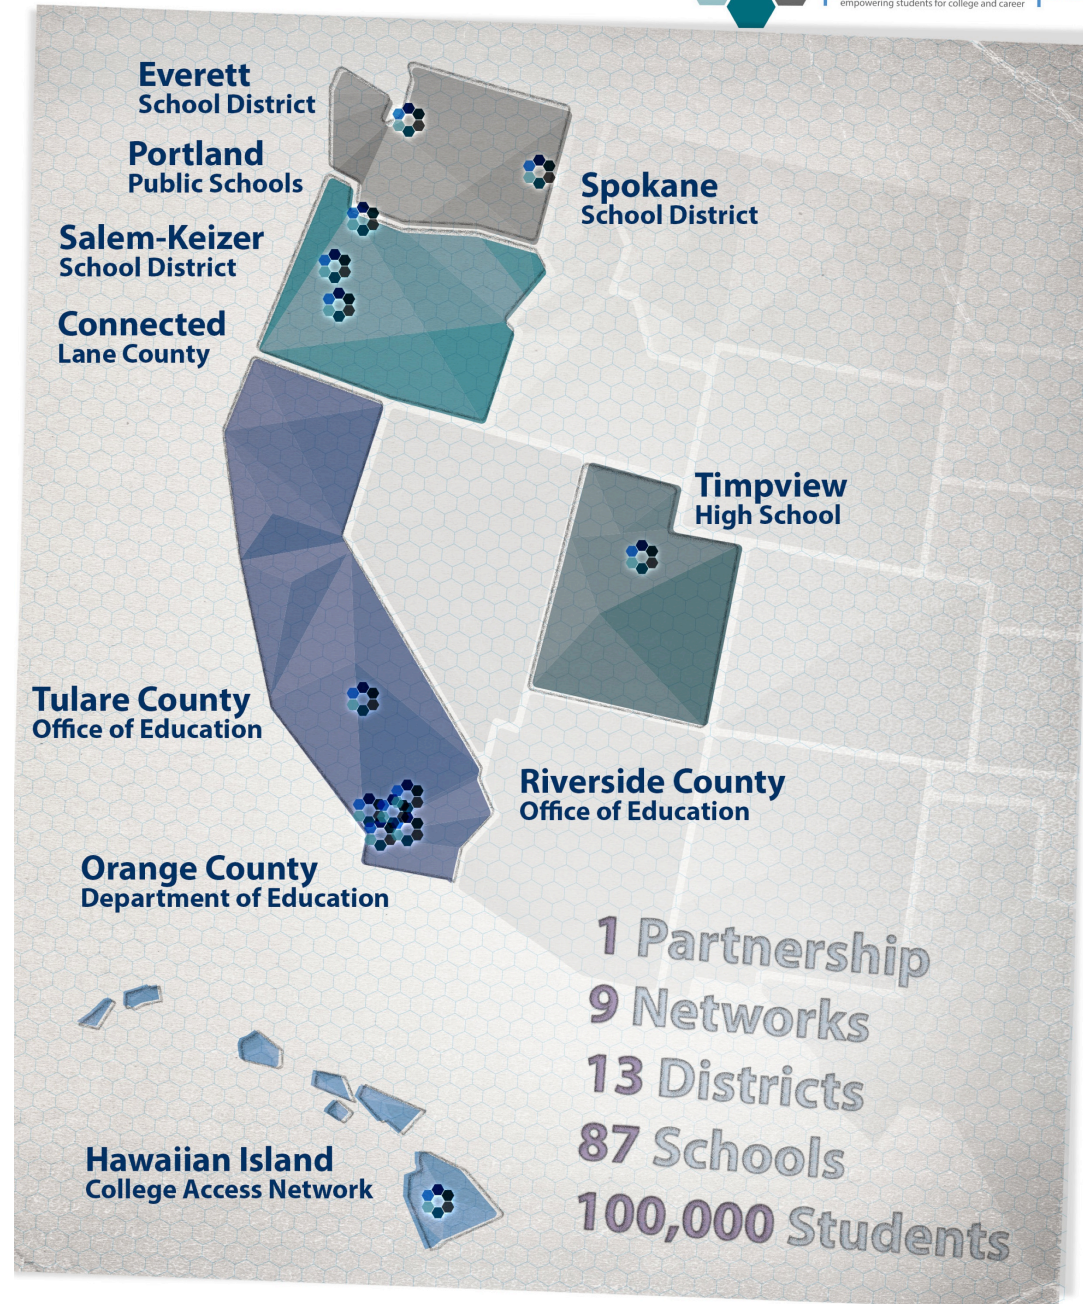 empowering students for college and career
Everett
School District
Portland
Public Schools
Spokane
School District
Salem-Keizer
School District
Connected
Lane County
Timpview
High School
Tulare County
Office of Education
Riverside County
Office of Education
Orange County
Department of Education
1 Partnership
9 Networks
13 Districts
87 Schools
100,000 Students
Hawaiian Island
College Access Network